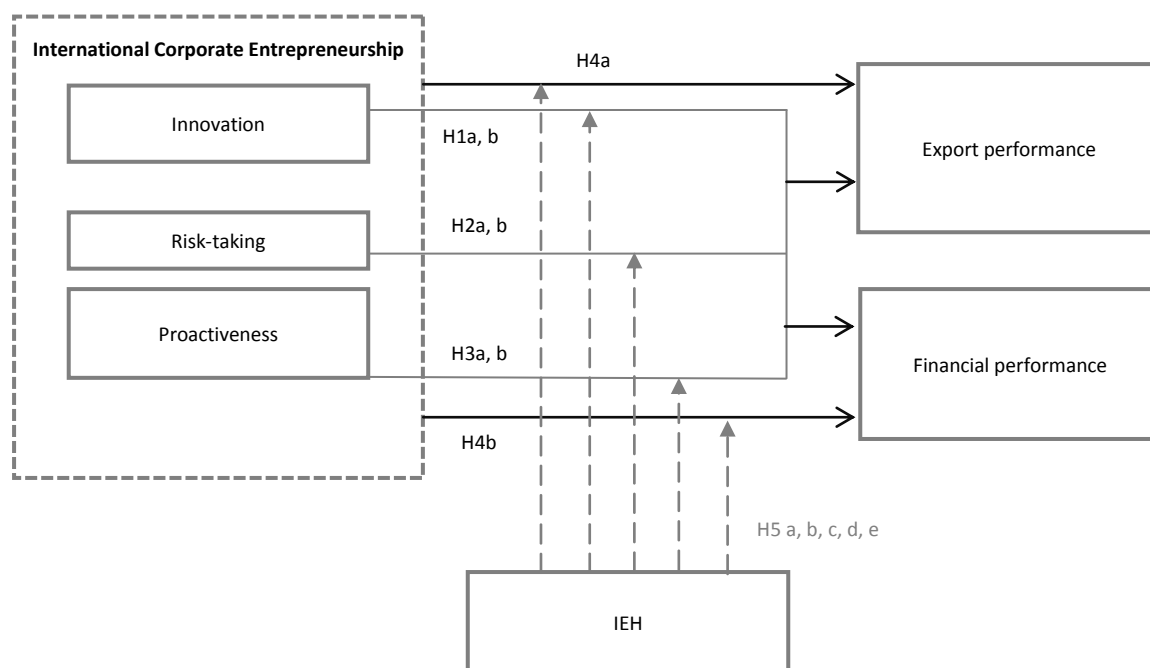 International Corporate Entrepreneurship
H4a
Innovation
H1a, b
Export performance
Risk-taking
H2a, b
Proactiveness
H3a, b
Financial performance
H4b
H5 a, b, c, d, e
IEH